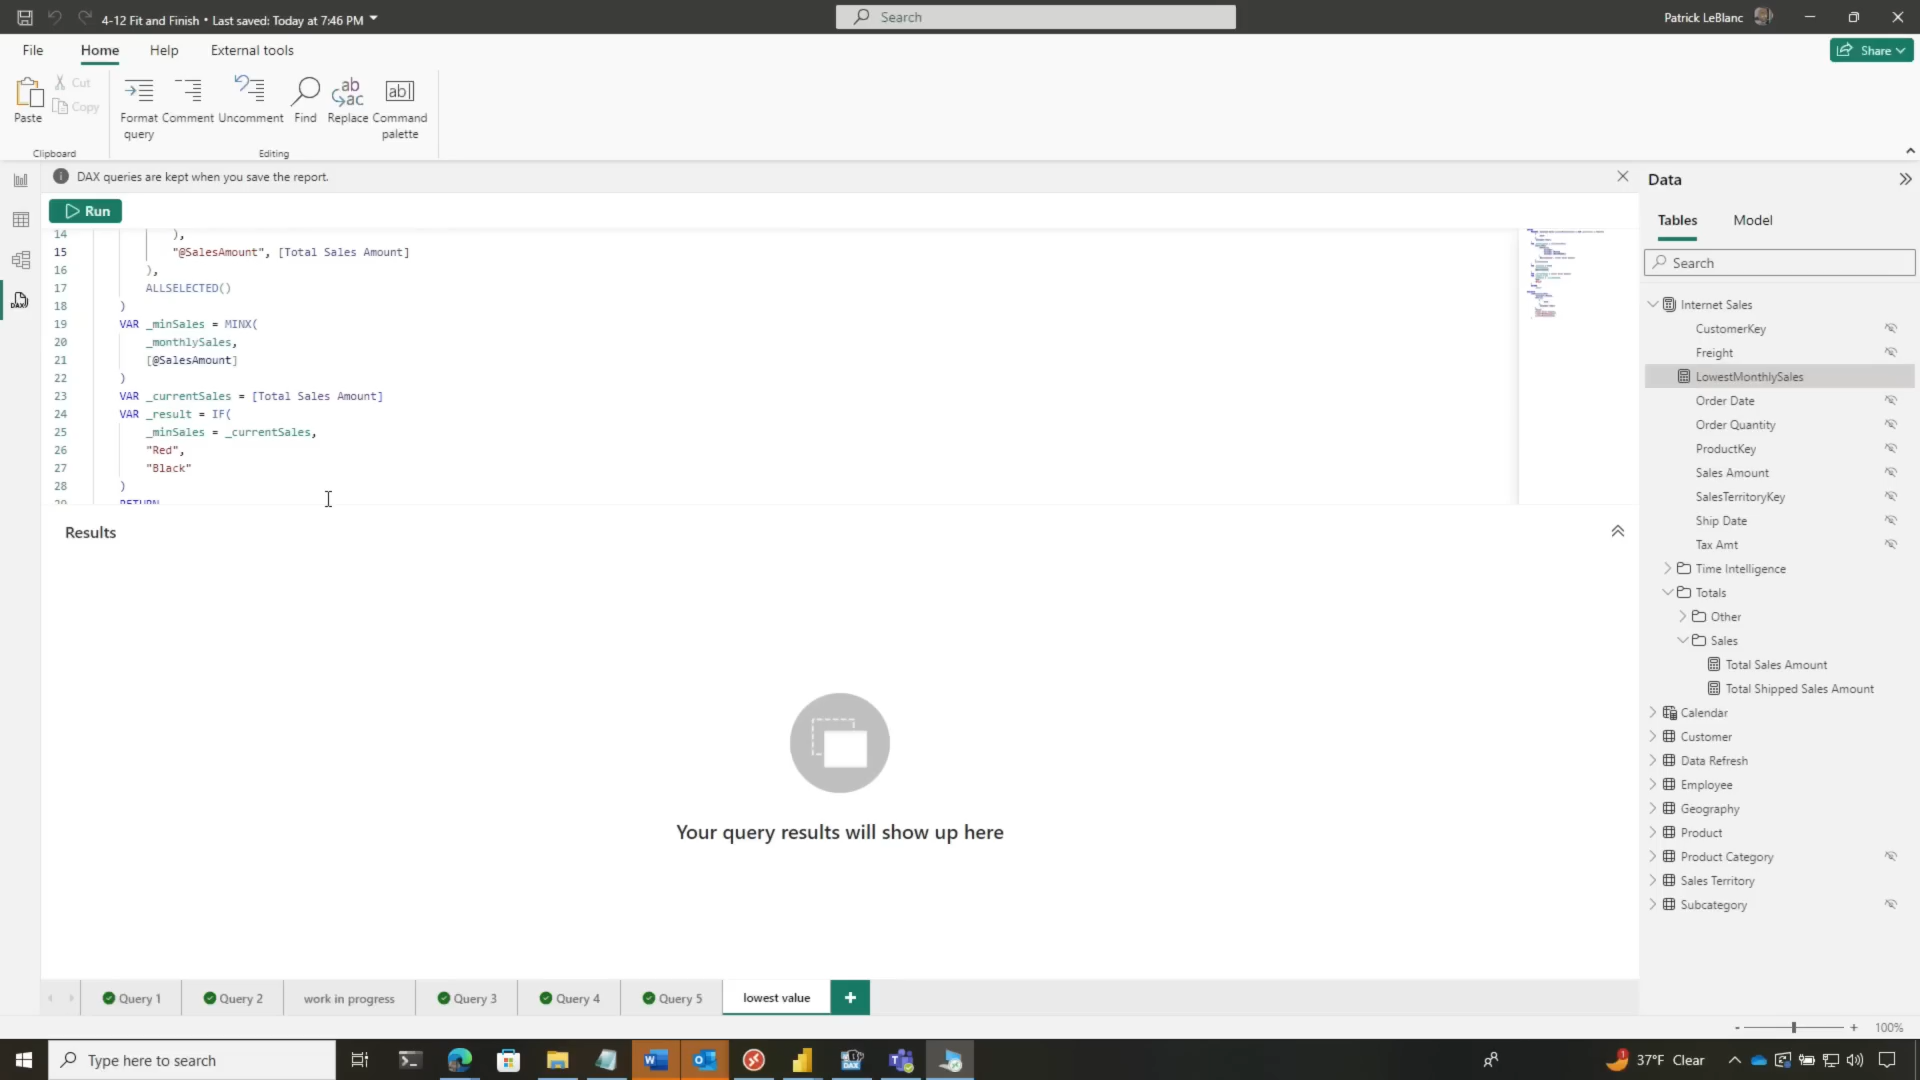 4-12 Fit and Finish • Last saved: Today at 7:46 PM
Search
Patrick LeBlanc
File
Home
Help
External tools
Share
Paste
Cut
Copy
Format query
Comment
Uncomment
Find
Replace
Command palette
Clipboard
Editing
DAX queries are kept when you save the report.
Run
14 ),
15 "@SalesAmount", [Total Sales Amount]
16 ),
17 ALLSELECTED()
18 )
19 VAR _minSales = MINX(
20 _monthlySales,
21 [@SalesAmount]
22 )
23 VAR _currentSales = [Total Sales Amount]
24 VAR _result = IF(
25 _minSales = _currentSales,
26 "Red",
27 "Black"
28 )
29 RETURN
Results
Your query results will show up here
Data
Tables
Model
Search
Internet Sales
CustomerKey
Freight
LowestMonthlySales
Order Date
Order Quantity
ProductKey
Sales Amount
SalesTerritoryKey
Ship Date
Tax Amt
Time Intelligence
Totals
Other
Sales
Total Sales Amount
Total Shipped Sales Amount
Calendar
Customer
Data Refresh
Employee
Geography
Product
Product Category
Sales Territory
Subcategory
Query 1
Query 2
work in progress
Query 3
Query 4
Query 5
lowest value
+
- + 100%
Type here to search
37°F Clear